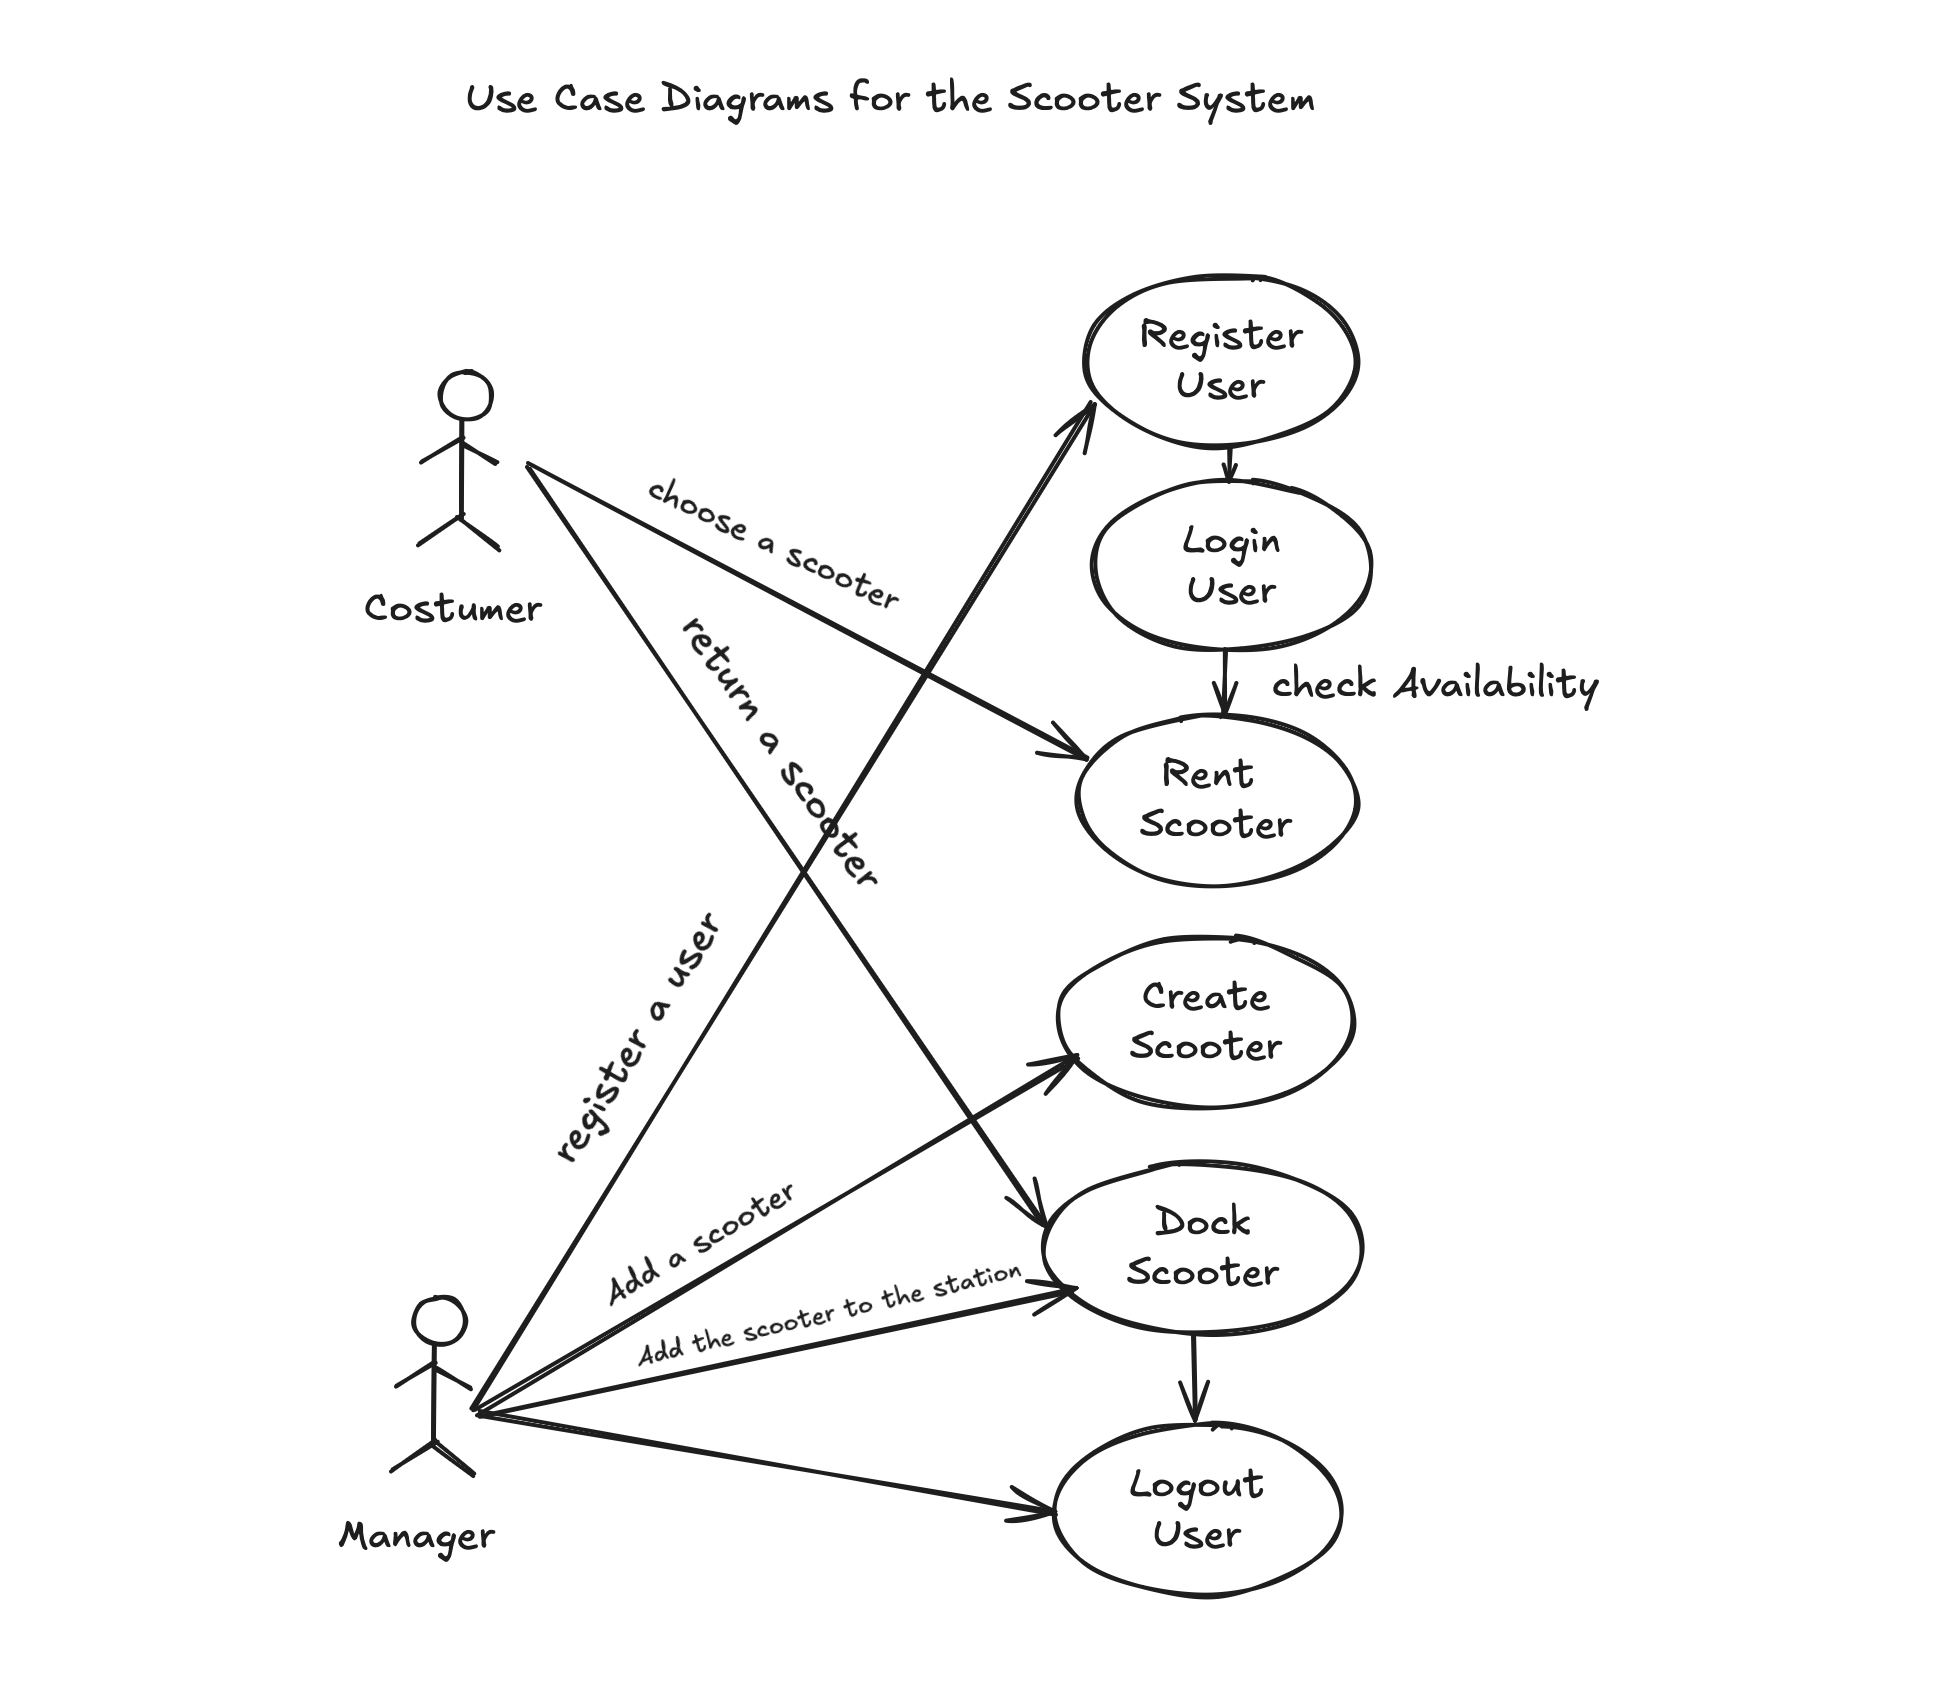 Use Case Diagrams for the Scooter System
Register
User
choose a scooter
Login
User
Costumer
return a scooter
check Availability
Rent
Scooter
register a user
Create
Scooter
Add a scooter
Dock
Scooter
Add the scooter to the station
Logout
User
Manager